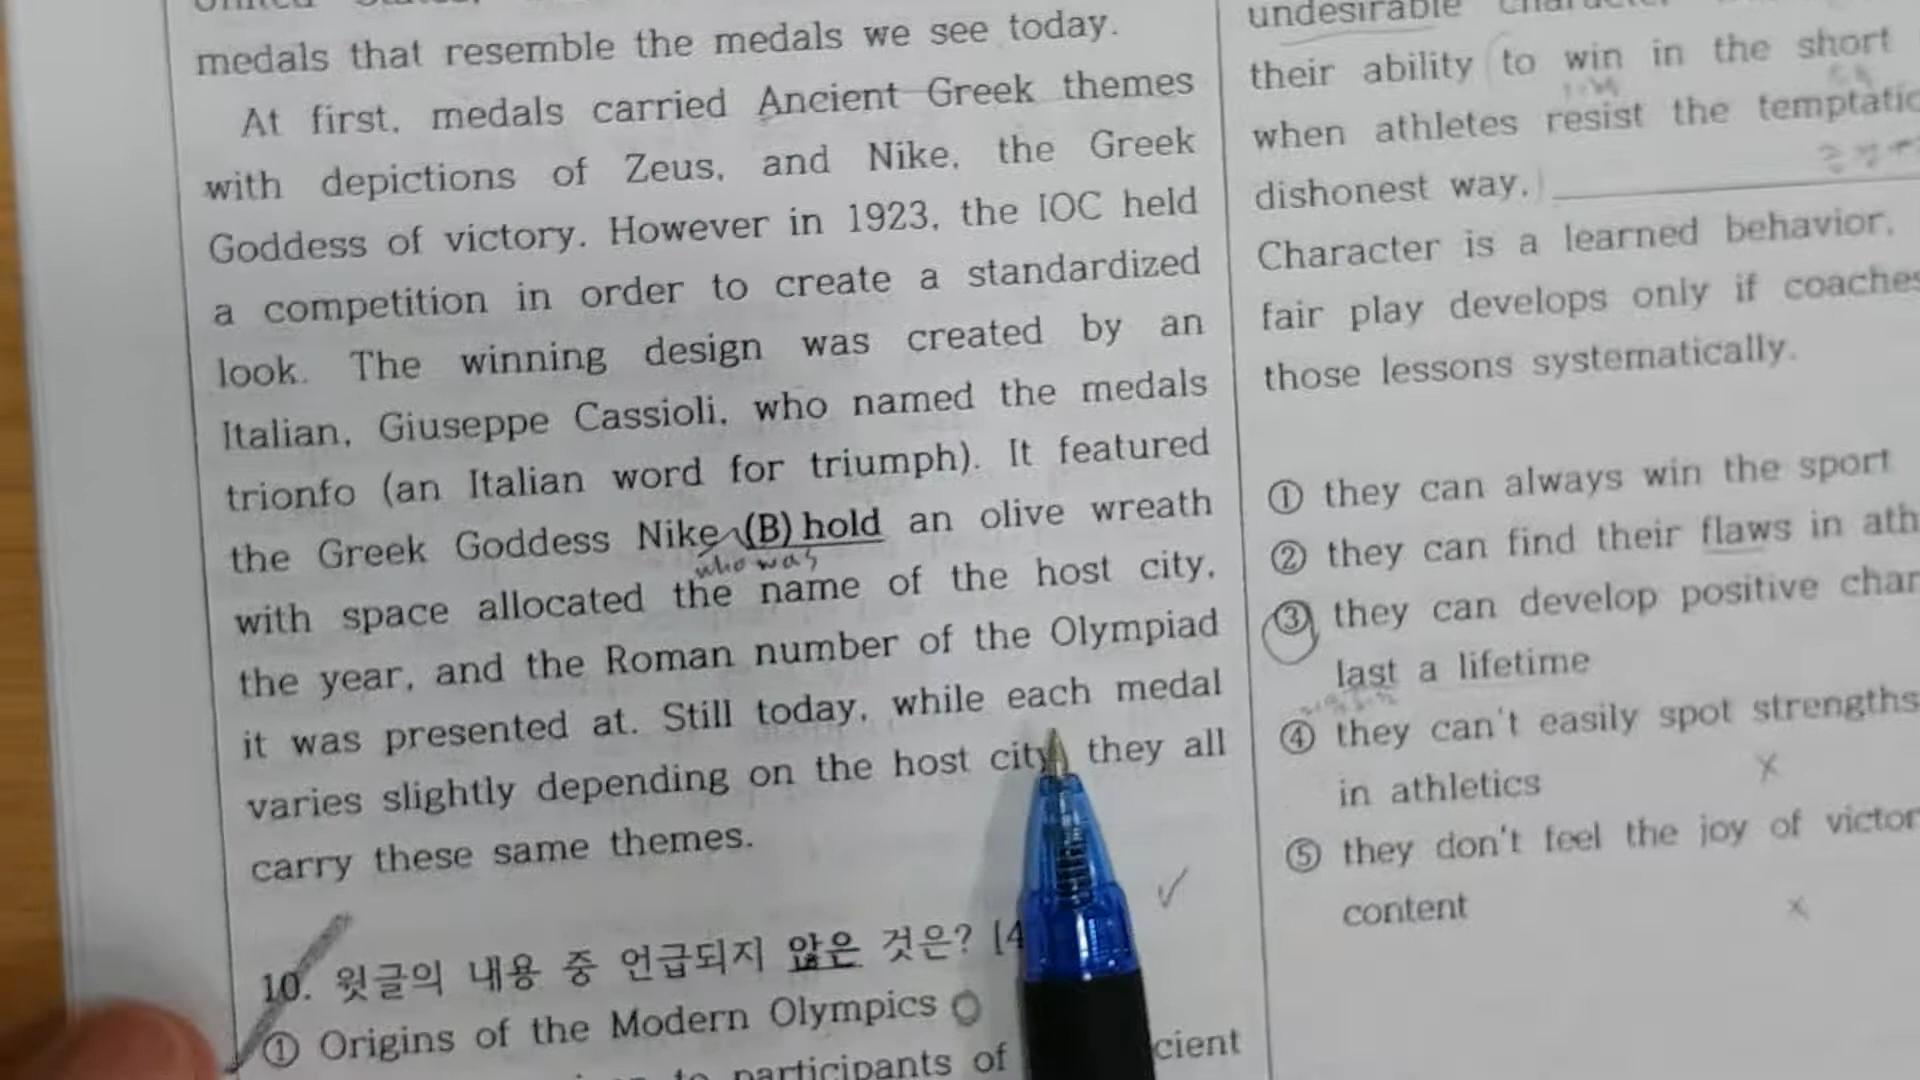 medals that resemble the medals we see today.
At first, medals carried Ancient Greek themes
with depictions of Zeus, and Nike, the Greek
Goddess of victory. However in 1923, the IOC held
a competition in order to create a standardized
look. The winning design was created by an
Italian, Giuseppe Cassioli, who named the medals
trionfo (an Italian word for triumph). It featured
the Greek Goddess Nike (B) hold an olive wreath
who was
with space allocated the name of the host city,
the year, and the Roman number of the Olympiad
it was presented at. Still today, while each medal
varies slightly depending on the host city, they all
carry these same themes.
10. 윗글의 내용 중 언급되지 않은 것은? [4
① Origins of the Modern Olympics
to participants of
cient
undesirable
their ability to win in the short
when athletes resist the
dishonest way,
Character is a learned behavior,
fair play develops only if
those lessons systematically.
① they can always win the sport
② they can find their flaws in
③ they can develop positive
last a lifetime
④ they can't easily spot strengths
in athletics
⑤ they don't feel the joy of
content